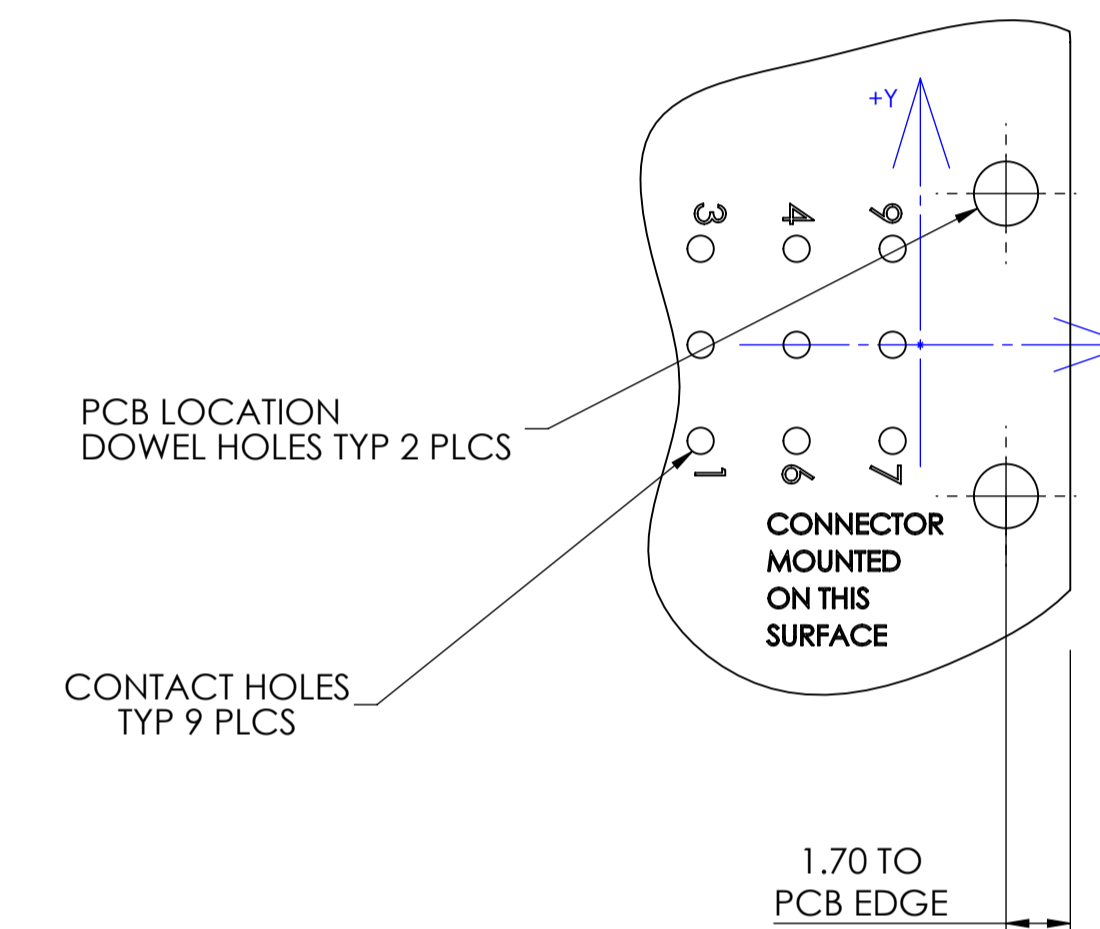 +Y
3 4 9
PCB LOCATION
DOWEL HOLES TYP 2 PLCS
1 6 7
CONNECTOR
MOUNTED
ON THIS
SURFACE
CONTACT HOLES
TYP 9 PLCS
1.70 TO
PCB EDGE